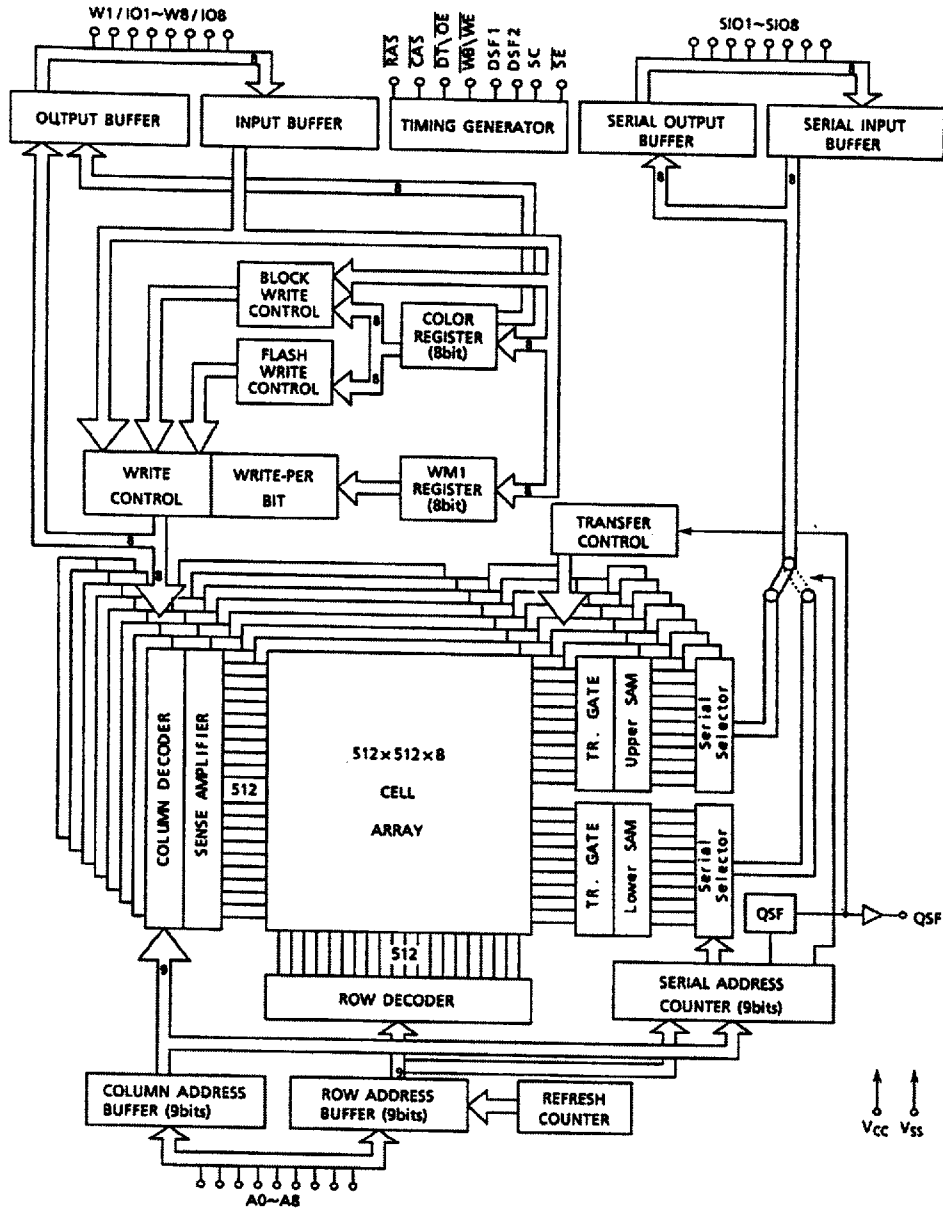 W1/IO1~W8/IO8
RAS
CAS
DT\OE
WB\WE
DSF1
DSF2
SC
SE
SIO1~SIO8
8
8
OUTPUT BUFFER
INPUT BUFFER
TIMING GENERATOR
SERIAL OUTPUT
BUFFER
SERIAL INPUT
BUFFER
8
8
8
BLOCK
WRITE
CONTROL
8
COLOR
REGISTER
(8bit)
8
FLASH
WRITE
CONTROL
8
WRITE
CONTROL
WRITE-PER
BIT
WM1
REGISTER
(8bit)
8
TRANSFER
CONTROL
8
8
COLUMN DECODER
SENSE AMPLIFIER
512
512×512×8
CELL
ARRAY
TR. GATE
Upper SAM
Serial
Selector
TR. GATE
Lower SAM
Serial
Selector
QSF
QSF
512
ROW DECODER
SERIAL ADDRESS
COUNTER (9bits)
9
9
COLUMN ADDRESS
BUFFER (9bits)
ROW ADDRESS
BUFFER (9bits)
REFRESH
COUNTER
VCC
VSS
A0~A8